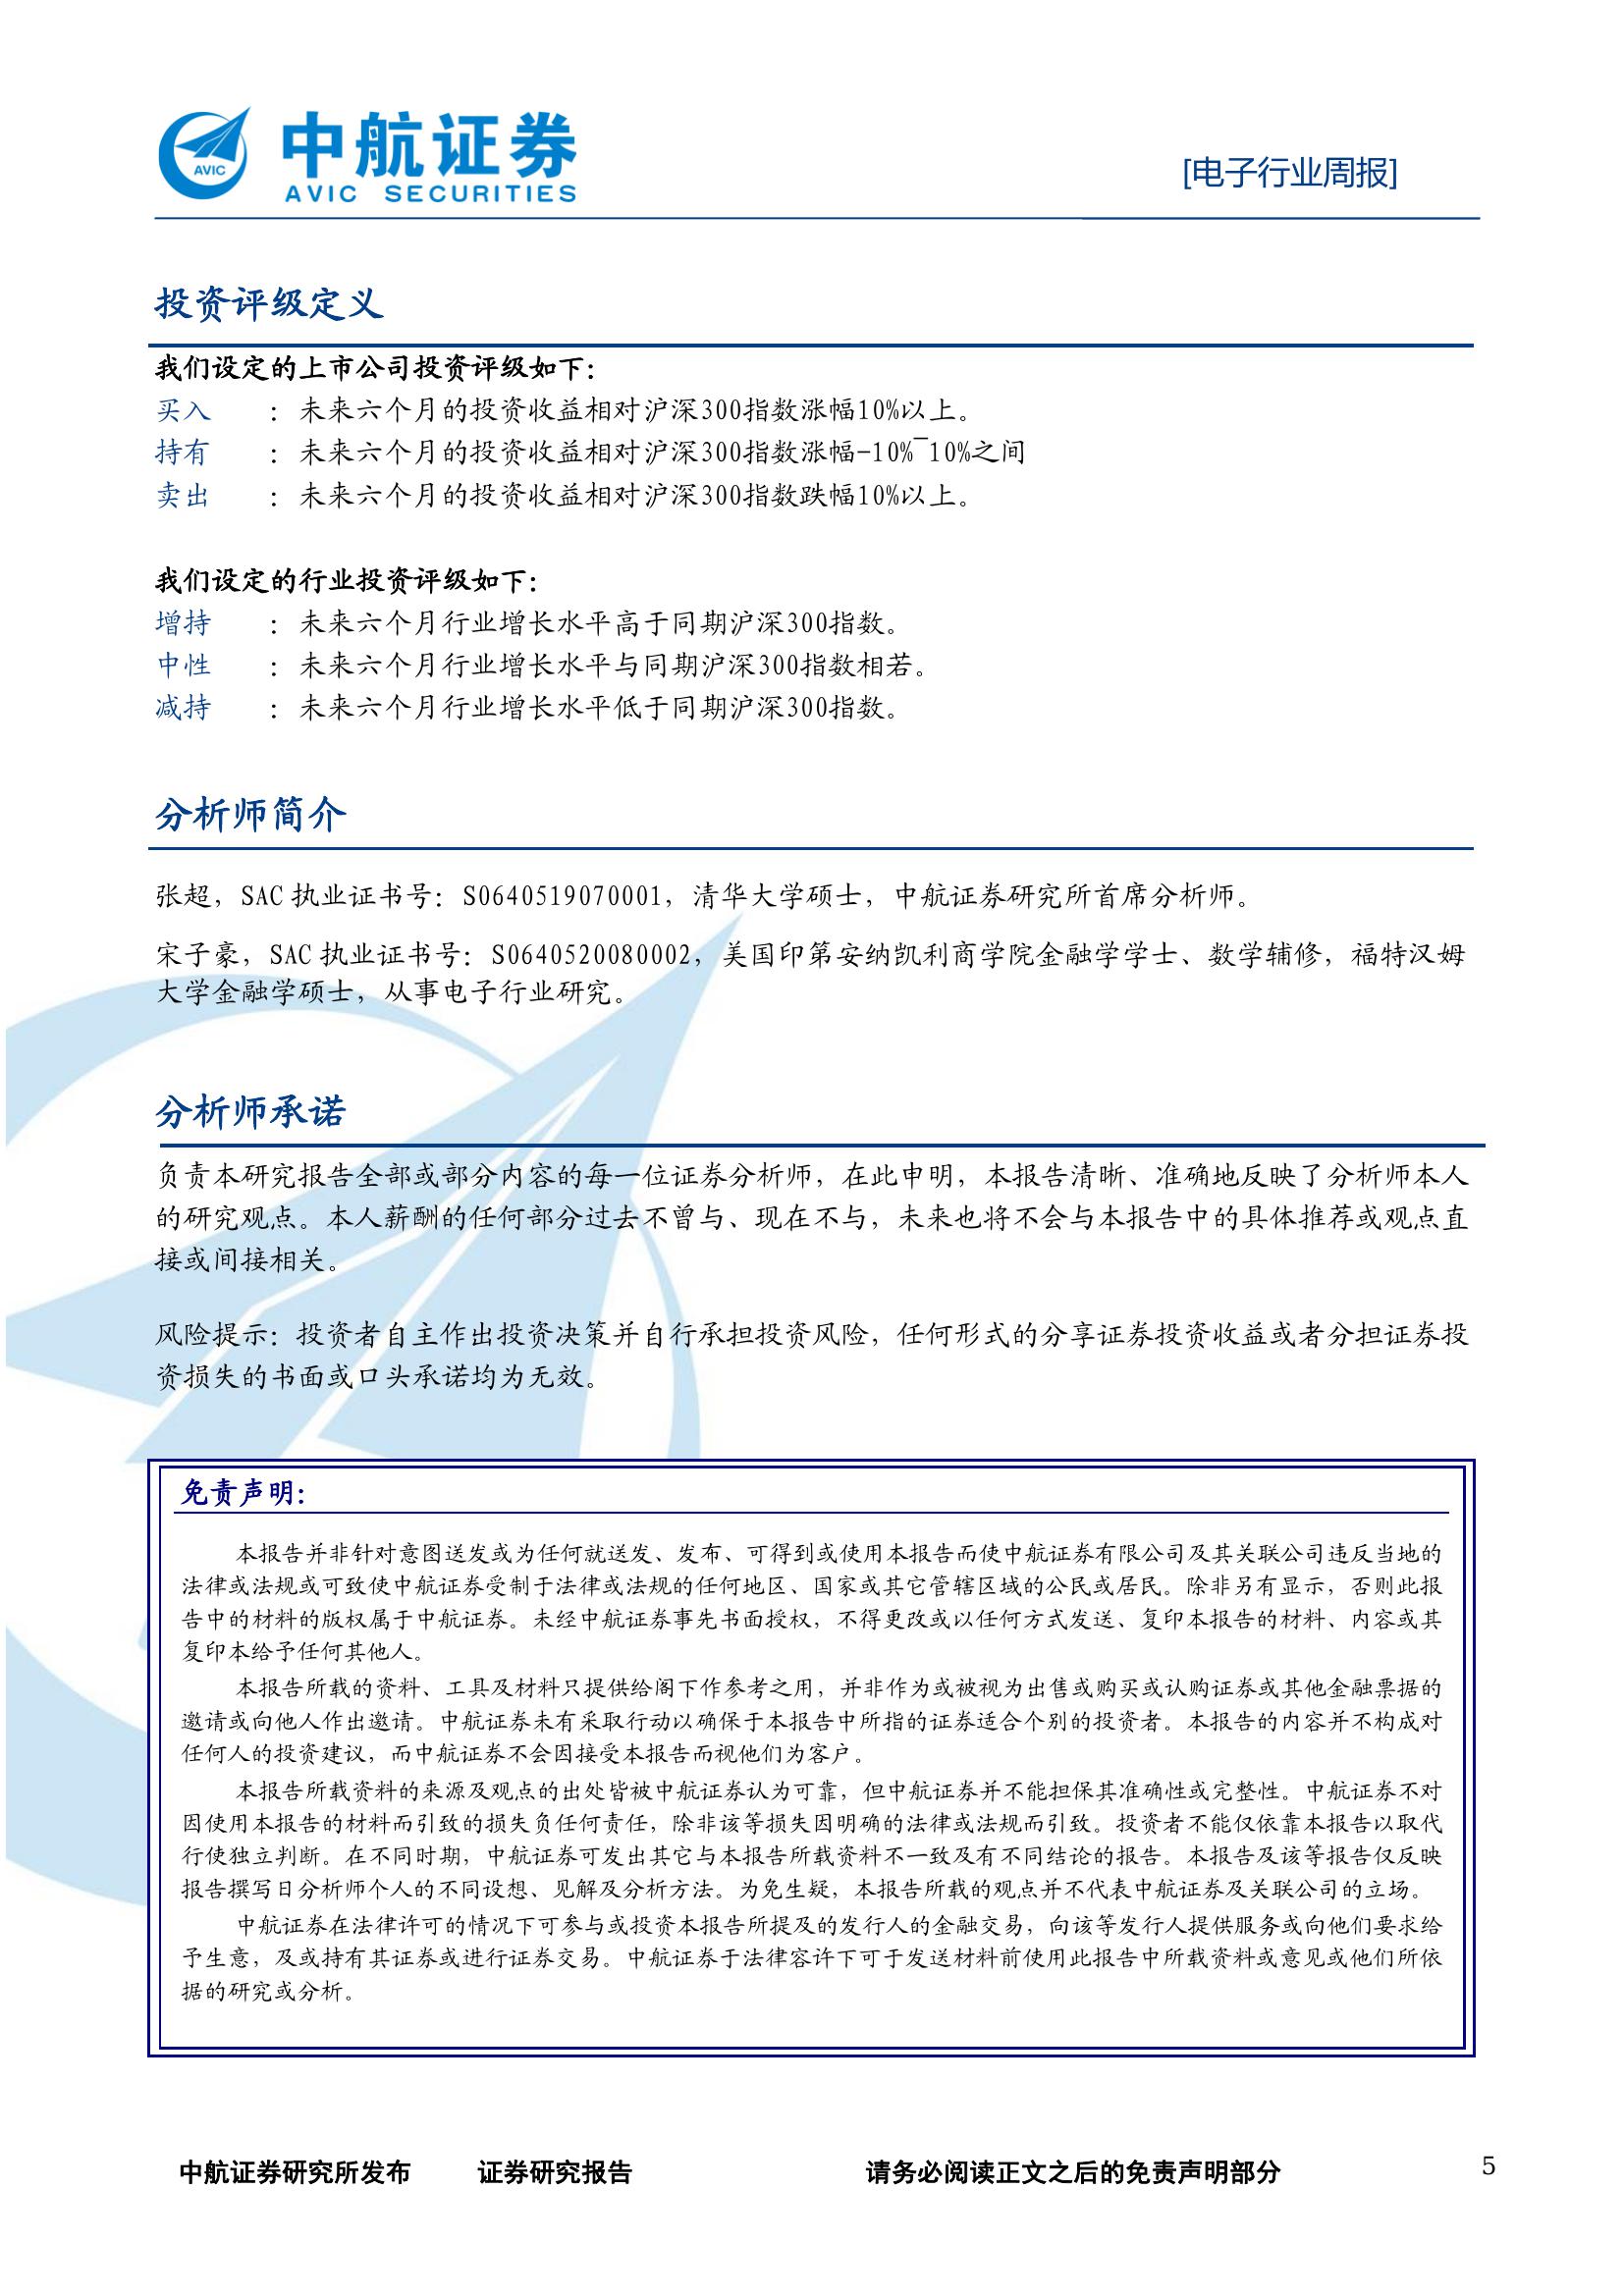 AVIC
中航证券
AVIC SECURITIES
[电子行业周报]
投资评级定义
我们设定的上市公司投资评级如下：
买入 ：未来六个月的投资收益相对沪深300指数涨幅10%以上。
持有 ：未来六个月的投资收益相对沪深300指数涨幅-10%~10%之间
卖出 ：未来六个月的投资收益相对沪深300指数跌幅10%以上。
我们设定的行业投资评级如下：
增持 ：未来六个月行业增长水平高于同期沪深300指数。
中性 ：未来六个月行业增长水平与同期沪深300指数相若。
减持 ：未来六个月行业增长水平低于同期沪深300指数。
分析师简介
张超，SAC 执业证书号：S0640519070001，清华大学硕士，中航证券研究所首席分析师。
宋子豪，SAC 执业证书号：S0640520080002，美国印第安纳凯利商学院金融学学士、数学辅修，福特汉姆
大学金融学硕士，从事电子行业研究。
分析师承诺
负责本研究报告全部或部分内容的每一位证券分析师，在此申明，本报告清晰、准确地反映了分析师本人
的研究观点。本人薪酬的任何部分过去不曾与、现在不与，未来也将不会与本报告中的具体推荐或观点直
接或间接相关。
风险提示：投资者自主作出投资决策并自行承担投资风险，任何形式的分享证券投资收益或者分担证券投
资损失的书面或口头承诺均为无效。
免责声明：
本报告并非针对意图送发或为任何就送发、发布、可得到或使用本报告而使中航证券有限公司及其关联公司违反当地的
法律或法规或可致使中航证券受制于法律或法规的任何地区、国家或其它管辖区域的公民或居民。除非另有显示，否则此报
告中的材料的版权属于中航证券。未经中航证券事先书面授权，不得更改或以任何方式发送、复印本报告的材料、内容或其
复印本给予任何其他人。
本报告所载的资料、工具及材料只提供给阁下作参考之用，并非作为或被视为出售或购买或认购证券或其他金融票据的
邀请或向他人作出邀请。中航证券未有采取行动以确保于本报告中所指的证券适合个别的投资者。本报告的内容并不构成对
任何人的投资建议，而中航证券不会因接受本报告而视他们为客户。
本报告所载资料的来源及观点的出处皆被中航证券认为可靠，但中航证券并不能担保其准确性或完整性。中航证券不对
因使用本报告的材料而引致的损失负任何责任，除非该等损失因明确的法律或法规而引致。投资者不能仅依靠本报告以取代
行使独立判断。在不同时期，中航证券可发出其它与本报告所载资料不一致及有不同结论的报告。本报告及该等报告仅反映
报告撰写日分析师个人的不同设想、见解及分析方法。为免生疑，本报告所载的观点并不代表中航证券及关联公司的立场。
中航证券在法律许可的情况下可参与或投资本报告所提及的发行人的金融交易，向该等发行人提供服务或向他们要求给
予生意，及或持有其证券或进行证券交易。中航证券于法律容许下可于发送材料前使用此报告中所载资料或意见或他们所依
据的研究或分析。
中航证券研究所发布 证券研究报告 请务必阅读正文之后的免责声明部分 5